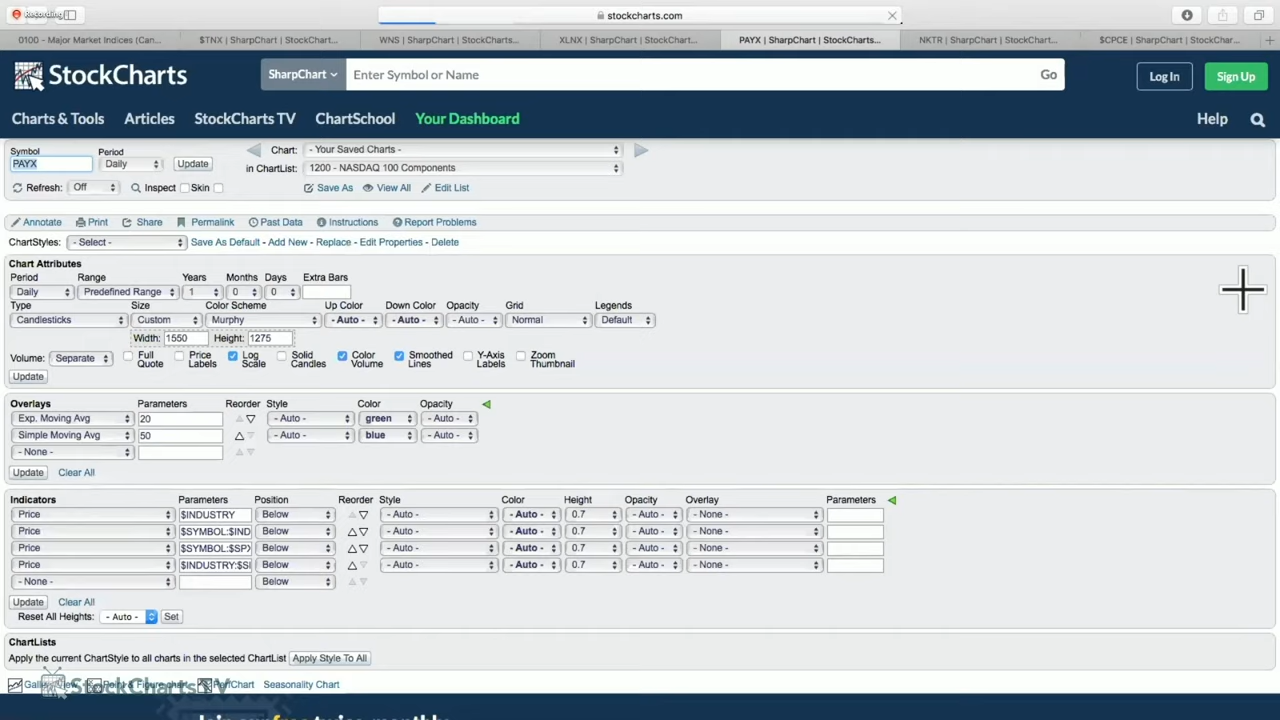 Recording
stockcharts.com
0100 - Major Market Indices (Can... $TNX | SharpChart | StockChart... WNS | SharpChart | StockCharts... XLNX | SharpChart | StockChart... PAYX | SharpChart | StockCharts... NKTR | SharpChart | StockChart... $CPCE | SharpChart | StockChar...
StockCharts SharpChart Enter Symbol or Name Go Log In Sign Up
Charts & Tools Articles StockCharts TV ChartSchool Your Dashboard Help
Symbol Period Chart: - Your Saved Charts -
PAYX Daily Update in ChartList: 1200 - NASDAQ 100 Components
Refresh: Off Inspect Skin Save As View All Edit List
Annotate Print Share Permalink Past Data Instructions Report Problems
ChartStyles: - Select - Save As Default - Add New - Replace - Edit Properties - Delete
Chart Attributes
Period Range Years Months Days Extra Bars
Daily Predefined Range 1 0 0
Type Size Color Scheme Up Color Down Color Opacity Grid Legends
Candlesticks Custom Murphy - Auto - - Auto - - Auto - Normal Default
Width: 1550 Height: 1275
Volume: Separate Full Quote Price Labels Log Scale Solid Candles Color Volume Smoothed Lines Y-Axis Labels Zoom Thumbnail
Update
Overlays Parameters Reorder Style Color Opacity
Exp. Moving Avg 20 - Auto - green - Auto -
Simple Moving Avg 50 - Auto - blue - Auto -
- None -
Update Clear All
Indicators Parameters Position Reorder Style Color Height Opacity Overlay Parameters
Price $INDUSTRY Below - Auto - - Auto - 0.7 - Auto - - None -
Price $SYMBOL:$IND Below - Auto - - Auto - 0.7 - Auto - - None -
Price $SYMBOL:$SPX Below - Auto - - Auto - 0.7 - Auto - - None -
Price $INDUSTRY:$S Below - Auto - - Auto - 0.7 - Auto - - None -
- None - Below
Update Clear All
Reset All Heights: - Auto - Set
ChartLists
Apply the current ChartStyle to all charts in the selected ChartList Apply Style To All
StockCharts TV
Seasonality Chart